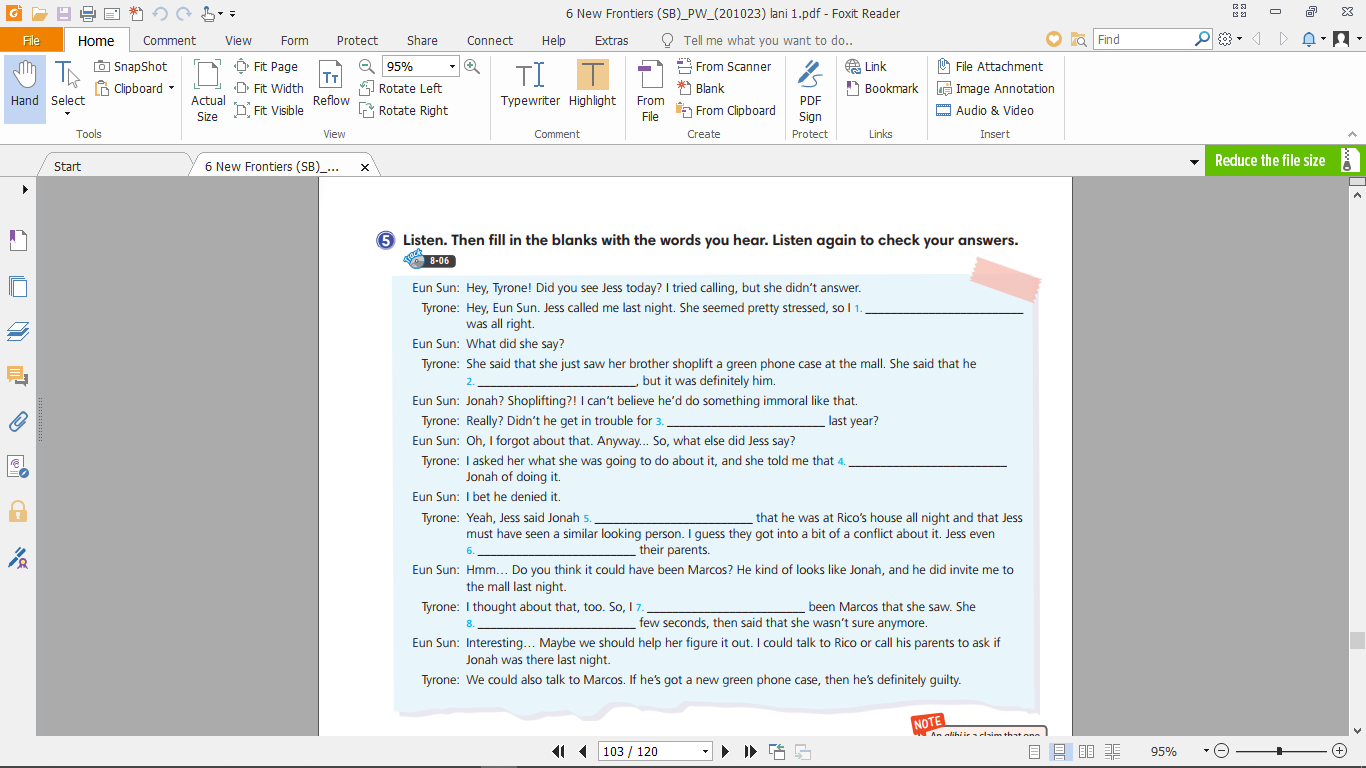 6 New Frontiers (SB)_PW_(201023) lani 1.pdf - Foxit Reader
File Home Comment View Form Protect Share Connect Help Extras Tell me what you want to do.. Find
Hand
Select
SnapShot
Clipboard
Tools
Actual Size
Fit Page
Fit Width
Fit Visible
Reflow
95%
Rotate Left
Rotate Right
View
Typewriter
Highlight
Comment
From File
From Scanner
Blank
From Clipboard
Create
PDF Sign
Protect
Link
Bookmark
Links
File Attachment
Image Annotation
Audio & Video
Insert
Start 6 New Frontiers (SB)_... Reduce the file size
5 Listen. Then fill in the blanks with the words you hear. Listen again to check your answers.
TRACK 8•06
Eun Sun: Hey, Tyrone! Did you see Jess today? I tried calling, but she didn't answer.
Tyrone: Hey, Eun Sun. Jess called me last night. She seemed pretty stressed, so I 1. ____________________
was all right.
Eun Sun: What did she say?
Tyrone: She said that she just saw her brother shoplift a green phone case at the mall. She said that he
2. ____________________, but it was definitely him.
Eun Sun: Jonah? Shoplifting?! I can't believe he'd do something immoral like that.
Tyrone: Really? Didn't he get in trouble for 3. ____________________ last year?
Eun Sun: Oh, I forgot about that. Anyway... So, what else did Jess say?
Tyrone: I asked her what she was going to do about it, and she told me that 4. ____________________
Jonah of doing it.
Eun Sun: I bet he denied it.
Tyrone: Yeah, Jess said Jonah 5. ____________________ that he was at Rico's house all night and that Jess
must have seen a similar looking person. I guess they got into a bit of a conflict about it. Jess even
6. ____________________ their parents.
Eun Sun: Hmm... Do you think it could have been Marcos? He kind of looks like Jonah, and he did invite me to
the mall last night.
Tyrone: I thought about that, too. So, I 7. ____________________ been Marcos that she saw. She
8. ____________________ few seconds, then said that she wasn't sure anymore.
Eun Sun: Interesting... Maybe we should help her figure it out. I could talk to Rico or call his parents to ask if
Jonah was there last night.
Tyrone: We could also talk to Marcos. If he's got a new green phone case, then he's definitely guilty.
NOTE
An alibi is a claim that one
103 / 120 95%